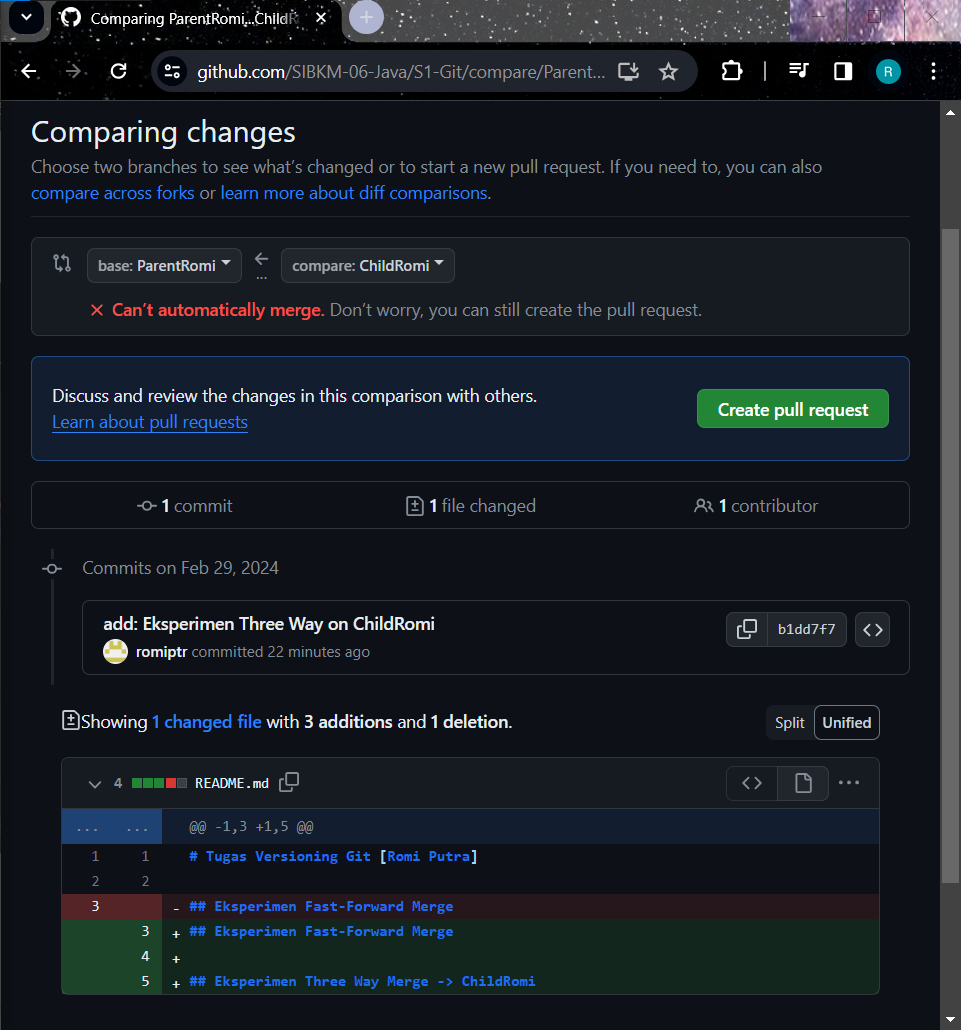 Comparing ParentRomi...ChildR
github.com/SIBKM-06-Java/S1-Git/compare/Parent...
R
Comparing changes
Choose two branches to see what's changed or to start a new pull request. If you need to, you can also
compare across forks or learn more about diff comparisons.
base: ParentRomi
...
compare: ChildRomi
Can't automatically merge. Don't worry, you can still create the pull request.
Discuss and review the changes in this comparison with others.
Learn about pull requests
Create pull request
1 commit
1 file changed
1 contributor
Commits on Feb 29, 2024
add: Eksperimen Three Way on ChildRomi
romiptr committed 22 minutes ago
b1dd7f7
Showing 1 changed file with 3 additions and 1 deletion.
Split
Unified
4 README.md
... ... @@ -1,3 +1,5 @@
1 1 # Tugas Versioning Git [Romi Putra]
2 2
3 - ## Eksperimen Fast-Forward Merge
3 + ## Eksperimen Fast-Forward Merge
4 +
5 + ## Eksperimen Three Way Merge -> ChildRomi